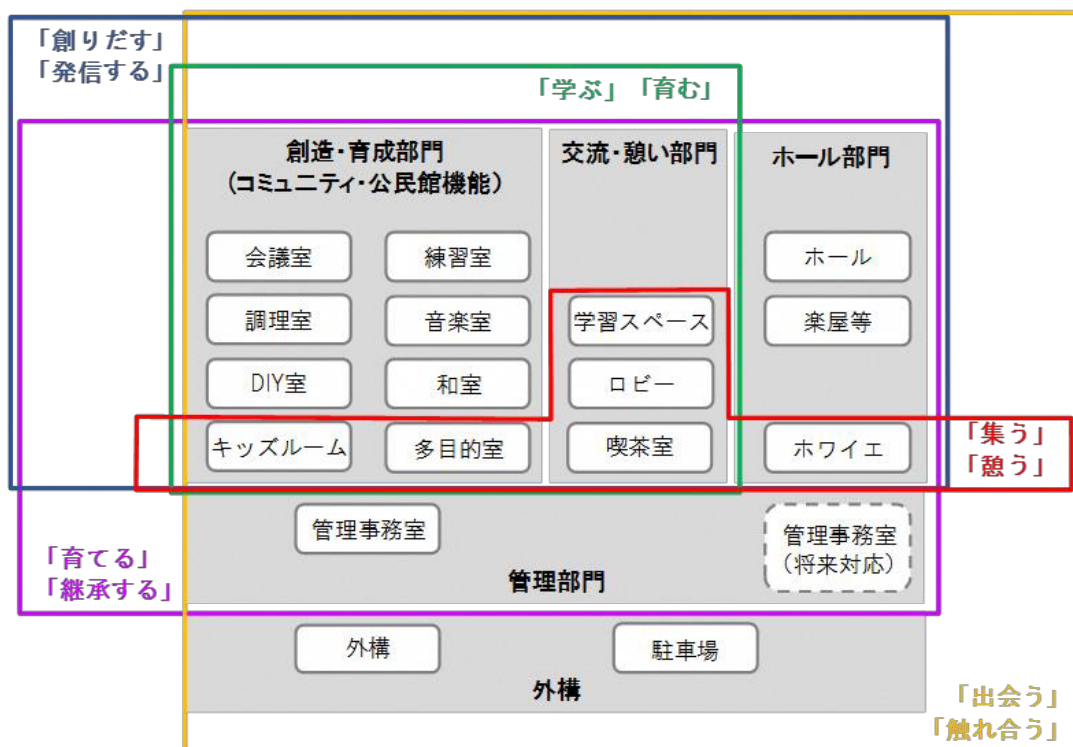 「創りだす」
「発信する」
「学ぶ」「育む」
創造・育成部門
（コミュニティ・公民館機能）
交流・憩い部門
ホール部門
会議室
練習室
ホール
調理室
音楽室
学習スペース
楽屋等
DIY室
和室
ロビー
キッズルーム
多目的室
喫茶室
ホワイエ
「集う」
「憩う」
管理事務室
管理事務室
（将来対応）
管理部門
「育てる」
「継承する」
外構
駐車場
外構
「出会う」
「触れ合う」